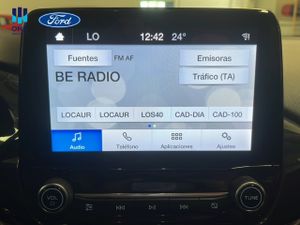 Ford
LO 12:42 24°
Fuentes FM AF Emisoras
BE RADIO Tráfico (TA)
LOCAUR LOCAUR LOS40 CAD-DIA CAD-100
Audio Teléfono Aplicaciones Ajustes
VOL TUNE